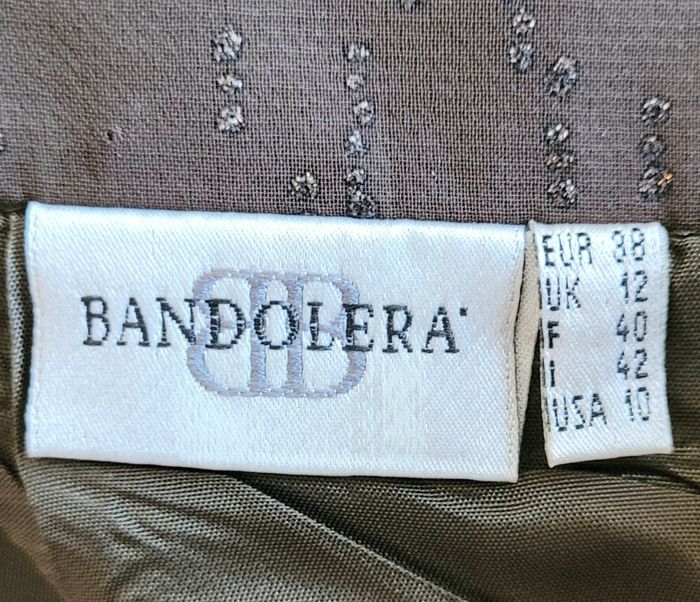 BANDOLERA
EUR 38
UK 12
F 40
I 42
USA 10